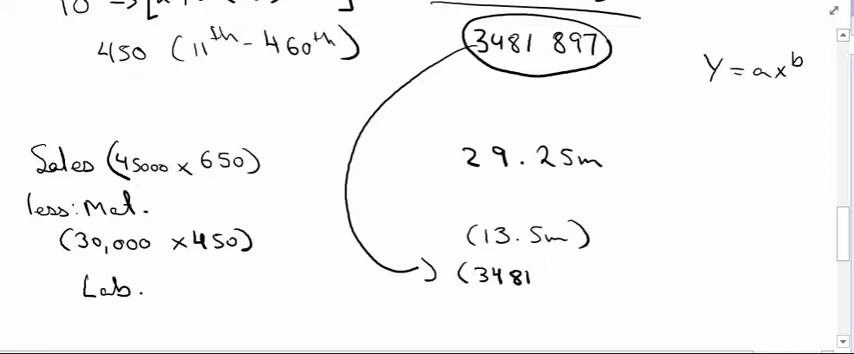 450 (11th - 460th)
3481 897
Y = ax^b
Sales (45000 x 650)
29.25m
less: Mat.
(30,000 x 450)
(13.5m)
Lab.
(3481